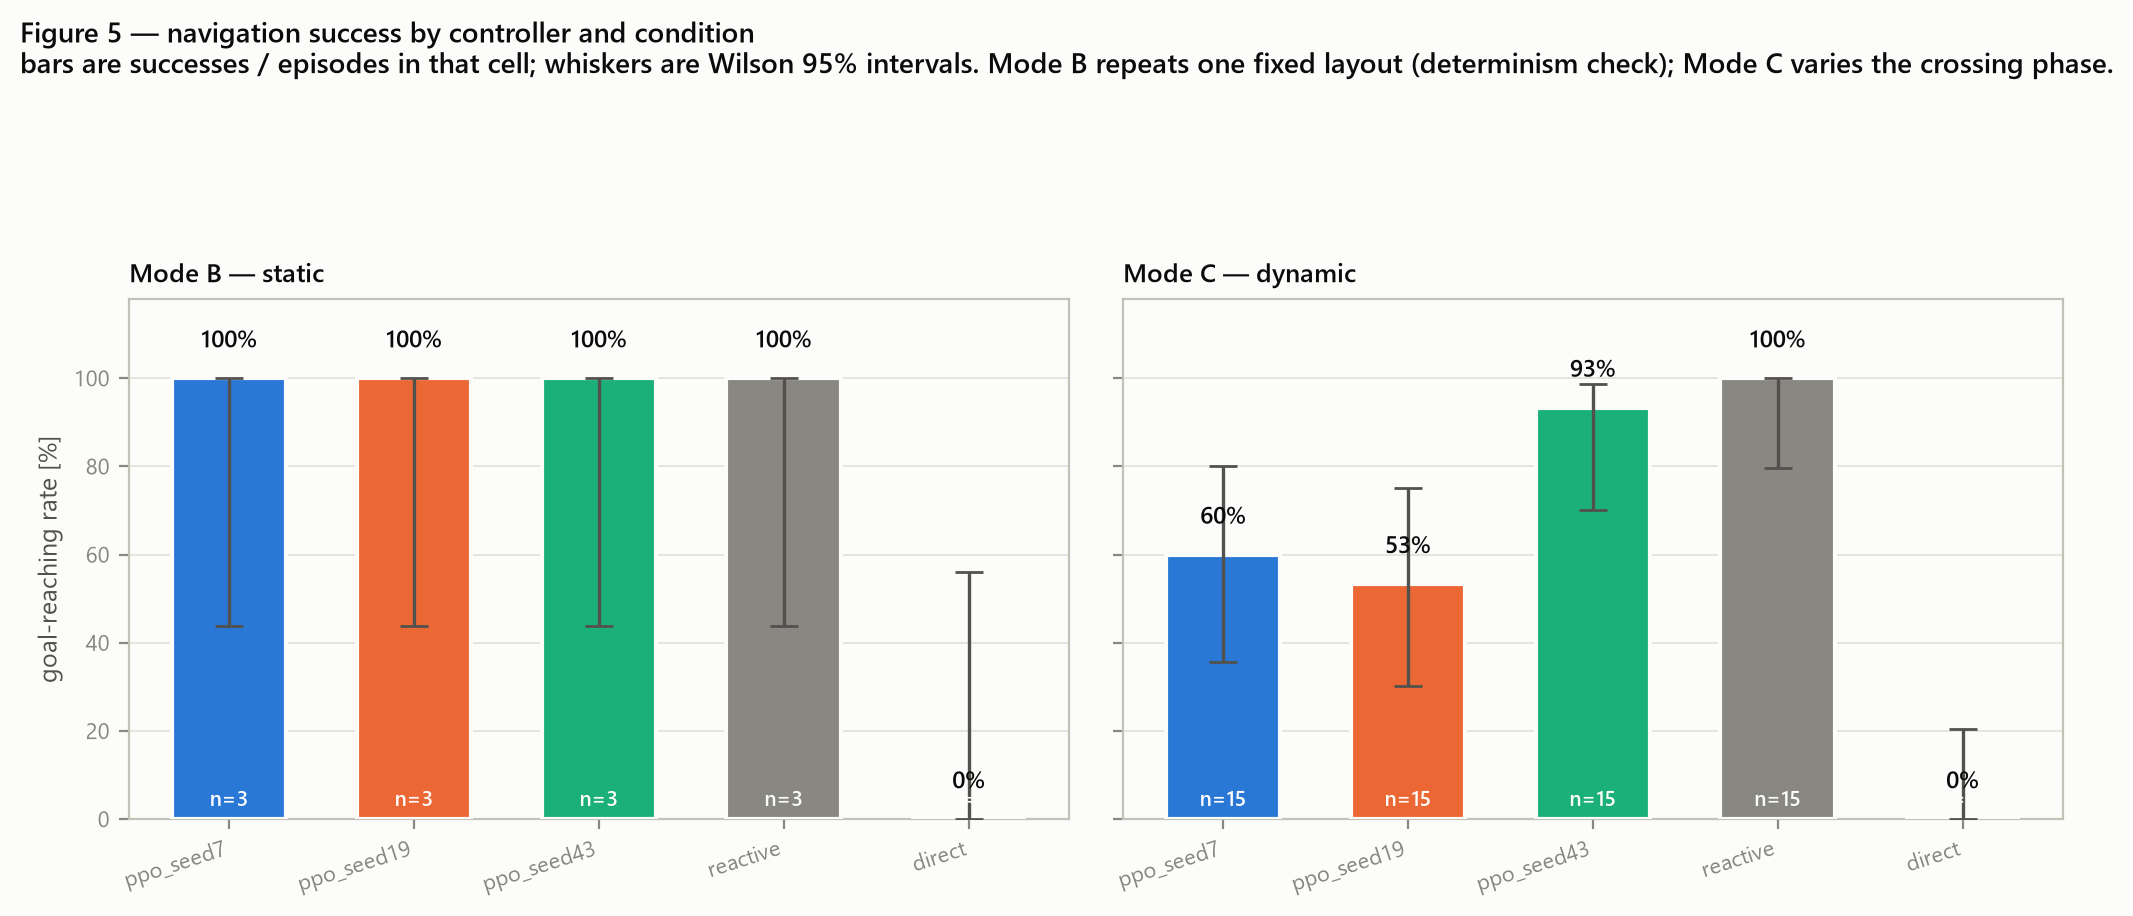 Figure 5 — navigation success by controller and condition
bars are successes / episodes in that cell; whiskers are Wilson 95% intervals. Mode B repeats one fixed layout (determinism check); Mode C varies the crossing phase.
Mode B — static
goal-reaching rate [%]
100
80
60
40
20
0
100%
100%
100%
100%
0%
n=3
n=3
n=3
n=3
ppo_seed7
ppo_seed19
ppo_seed43
reactive
direct
Mode C — dynamic
60%
53%
93%
100%
0%
n=15
n=15
n=15
n=15
ppo_seed7
ppo_seed19
ppo_seed43
reactive
direct